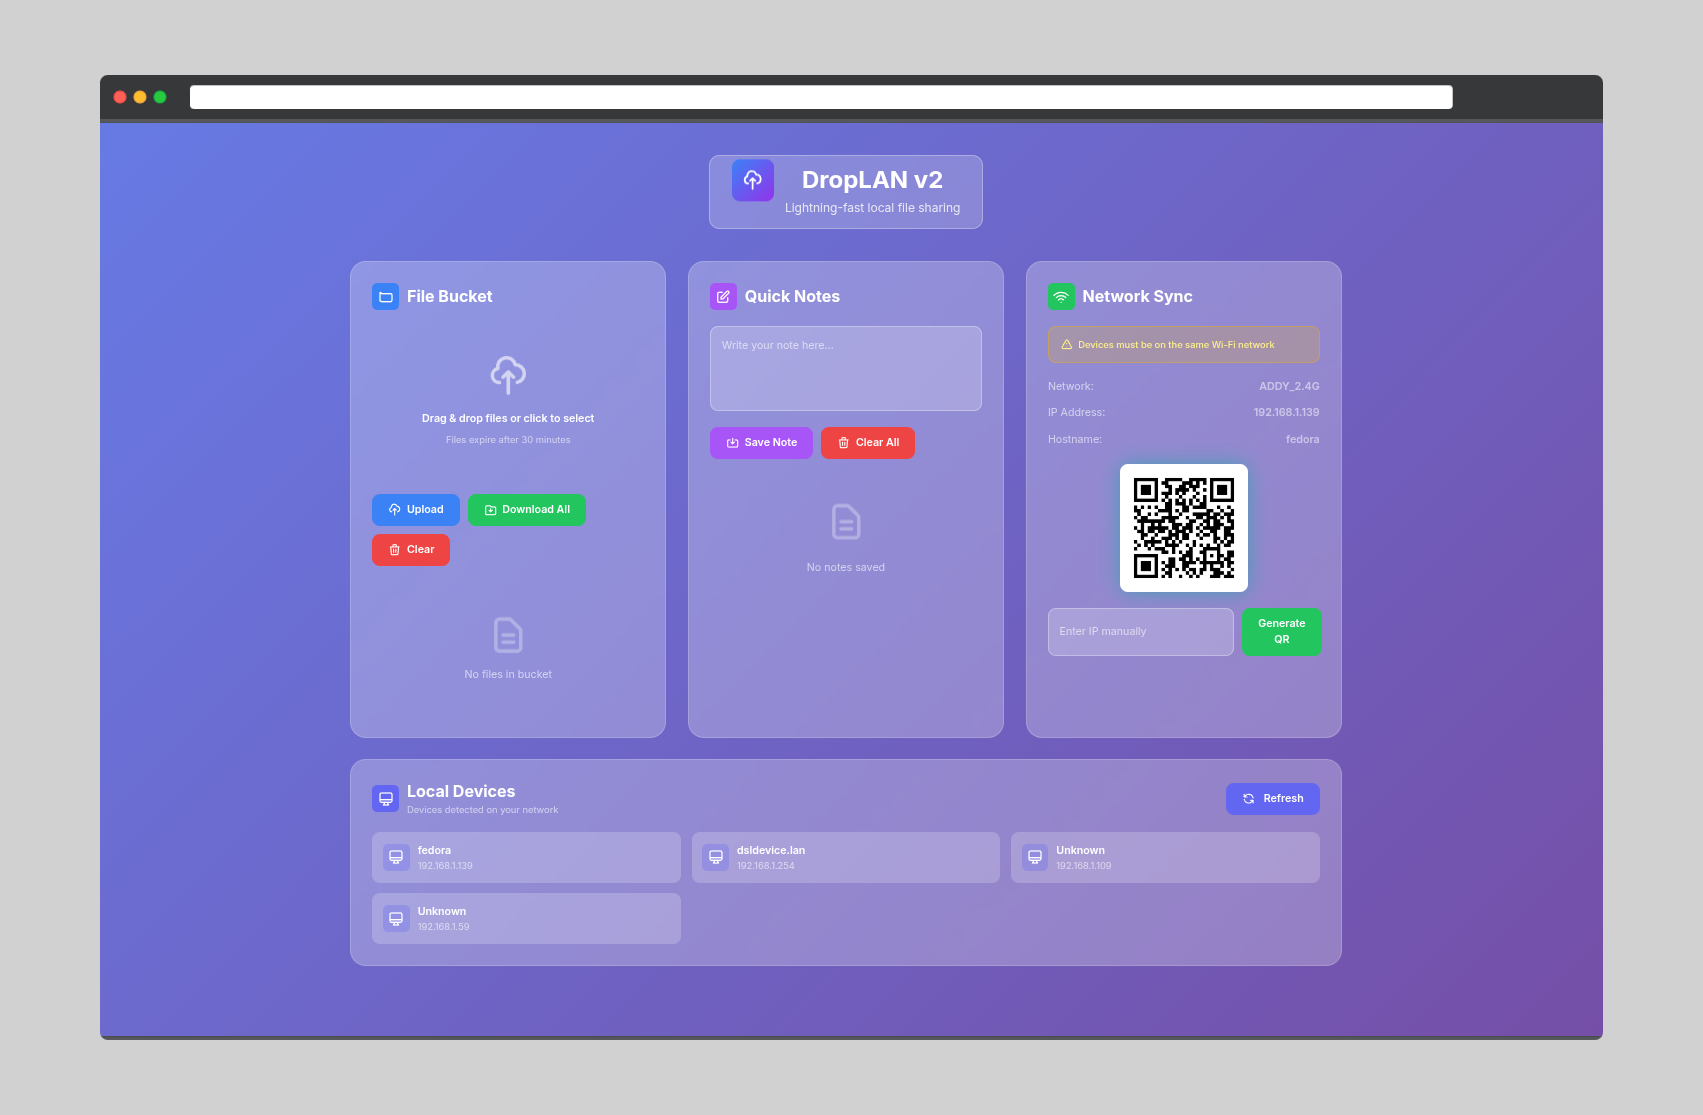 DropLAN v2
Lightning-fast local file sharing
File Bucket
Drag & drop files or click to select
Files expire after 30 minutes
Upload
Download All
Clear
No files in bucket
Quick Notes
Write your note here...
Save Note
Clear All
No notes saved
Network Sync
Devices must be on the same Wi-Fi network
Network: ADDY_2.4G
IP Address: 192.168.1.139
Hostname: fedora
Enter IP manually
Generate
QR
Local Devices
Devices detected on your network
Refresh
fedora
192.168.1.139
dsldevice.lan
192.168.1.254
Unknown
192.168.1.109
Unknown
192.168.1.59